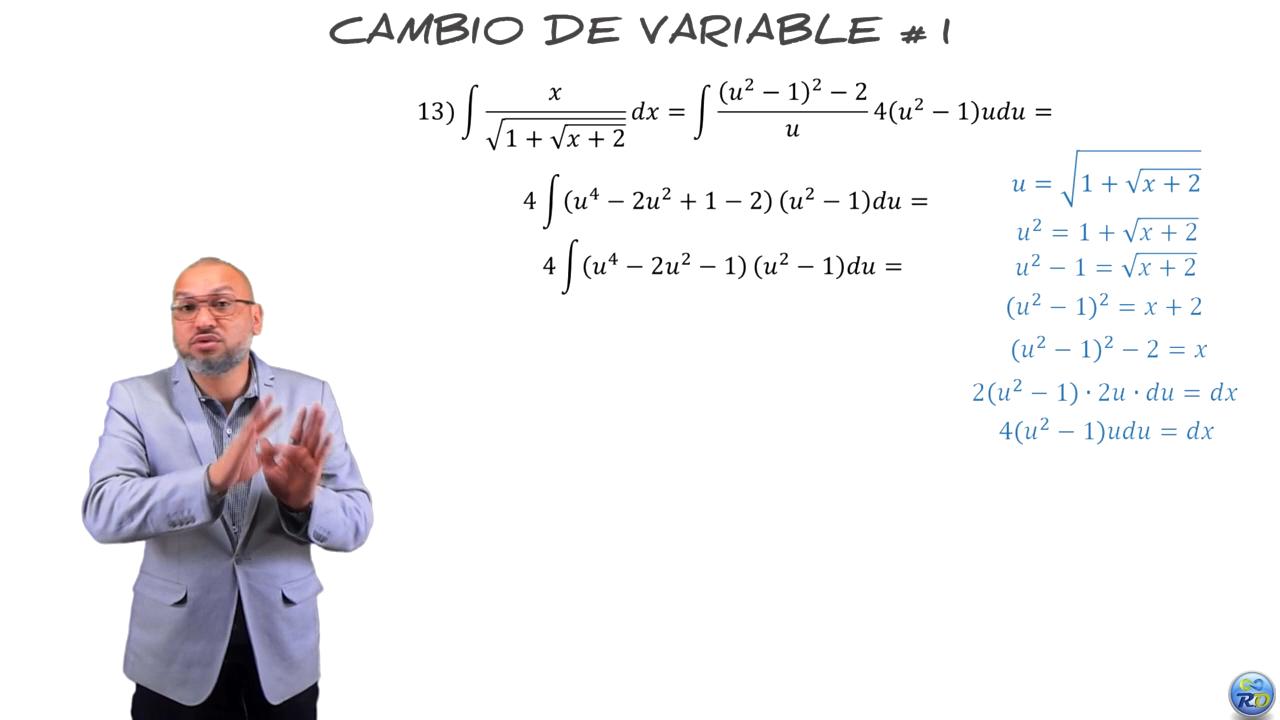 CAMBIO DE VARIABLE # 1
13) ∫ x / √(1 + √(x + 2)) dx = ∫ ((u² − 1)² − 2) / u 4(u² − 1)udu =
4 ∫ (u⁴ − 2u² + 1 − 2) (u² − 1)du =
4 ∫ (u⁴ − 2u² − 1) (u² − 1)du =
u = √(1 + √(x + 2))
u² = 1 + √(x + 2)
u² − 1 = √(x + 2)
(u² − 1)² = x + 2
(u² − 1)² − 2 = x
2(u² − 1) · 2u · du = dx
4(u² − 1)udu = dx
RD